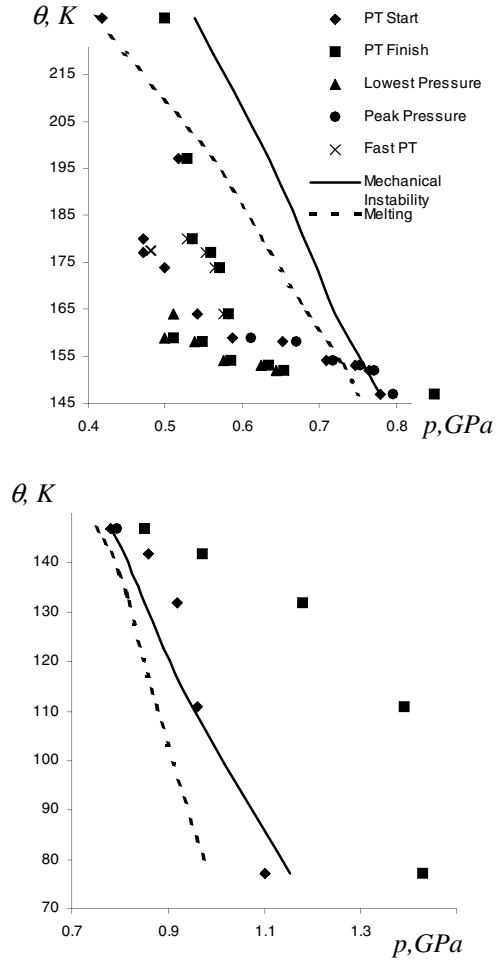 θ, K
PT Start
PT Finish
Lowest Pressure
Peak Pressure
Fast PT
Mechanical
Instability
Melting
215
205
195
185
175
165
155
145
0.4
0.5
0.6
0.7
0.8
p,GPa
θ, K
140
130
120
110
100
90
80
70
0.7
0.9
1.1
1.3
p,GPa